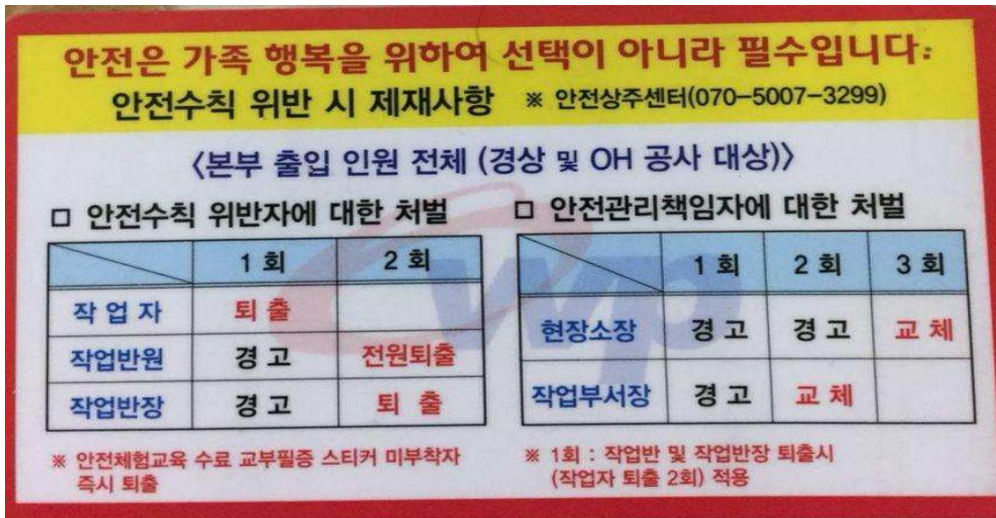 안전은 가족 행복을 위하여 선택이 아니라 필수입니다.
안전수칙 위반 시 제재사항 ※ 안전상주센터(070-5007-3299)
<본부 출입 인원 전체 (경상 및 OH 공사 대상)>
□ 안전수칙 위반자에 대한 처벌
1 회 2 회
작 업 자 퇴 출
작업반원 경 고 전원퇴출
작업반장 경 고 퇴 출
※ 안전체험교육 수료 교부필증 스티커 미부착자
즉시 퇴출
□ 안전관리책임자에 대한 처벌
1 회 2 회 3 회
현장소장 경 고 경 고 교 체
작업부서장 경 고 교 체
※ 1회 : 작업반 및 작업반장 퇴출시
(작업자 퇴출 2회) 적용
wp